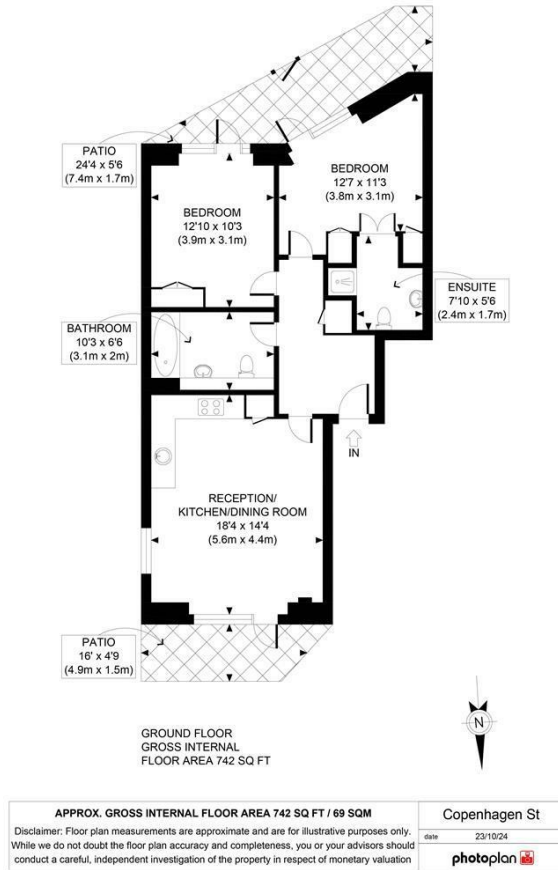 PATIO
24'4 x 5'6
(7.4m x 1.7m)
BEDROOM
12'7 x 11'3
(3.8m x 3.1m)
BEDROOM
12'10 x 10'3
(3.9m x 3.1m)
ENSUITE
7'10 x 5'6
(2.4m x 1.7m)
BATHROOM
10'3 x 6'6
(3.1m x 2m)
IN
RECEPTION/
KITCHEN/DINING ROOM
18'4 x 14'4
(5.6m x 4.4m)
PATIO
16' x 4'9
(4.9m x 1.5m)
N
GROUND FLOOR
GROSS INTERNAL
FLOOR AREA 742 SQ FT
APPROX. GROSS INTERNAL FLOOR AREA 742 SQ FT / 69 SQM
Disclaimer: Floor plan measurements are approximate and are for illustrative purposes only.
While we do not doubt the floor plan accuracy and completeness, you or your advisors should
conduct a careful, independent investigation of the property in respect of monetary valuation
Copenhagen St
date 23/10/24
photoplan